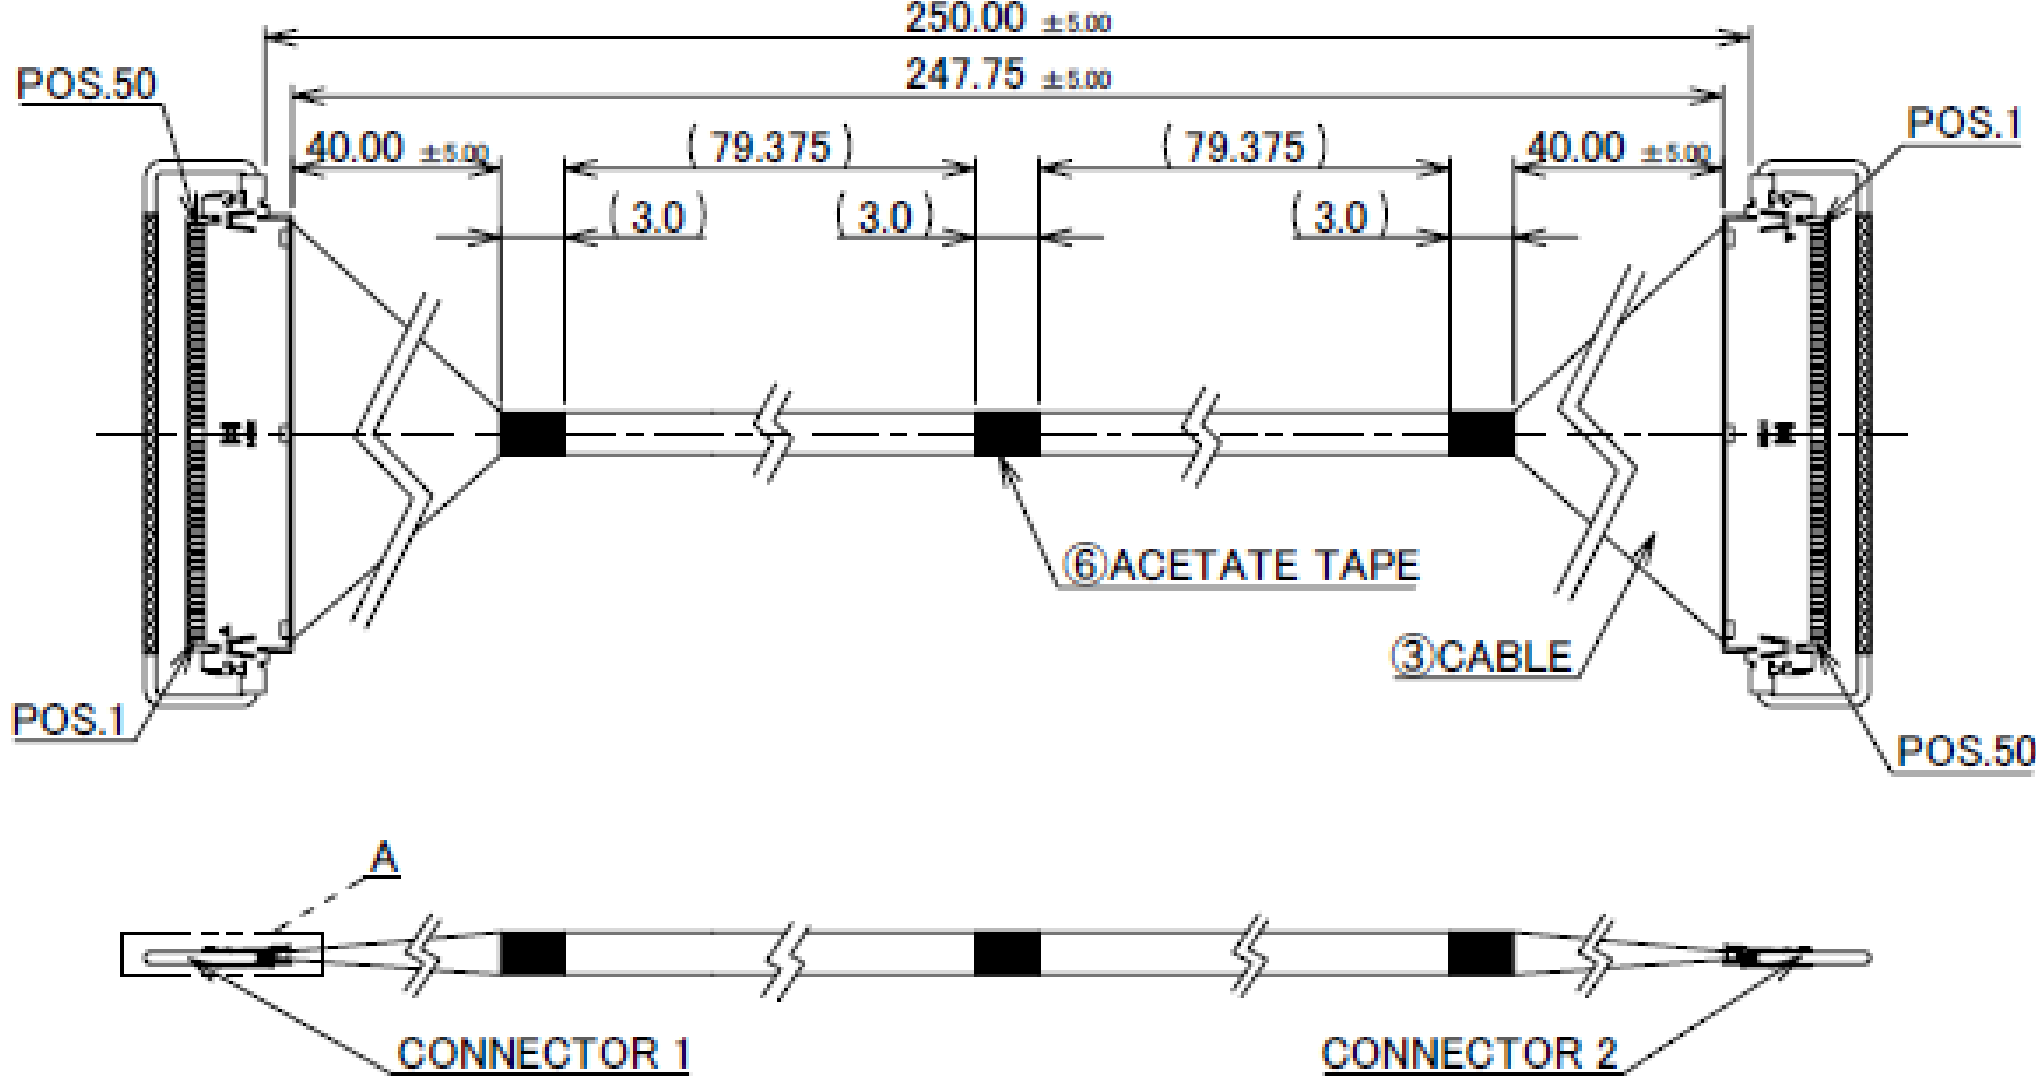 250.00 ±5.00
247.75 ±5.00
POS.50
POS.1
40.00 ±5.00
(79.375)
(79.375)
40.00 ±5.00
(3.0)
(3.0)
(3.0)
⑥ACETATE TAPE
③CABLE
POS.1
POS.50
A
CONNECTOR 1
CONNECTOR 2